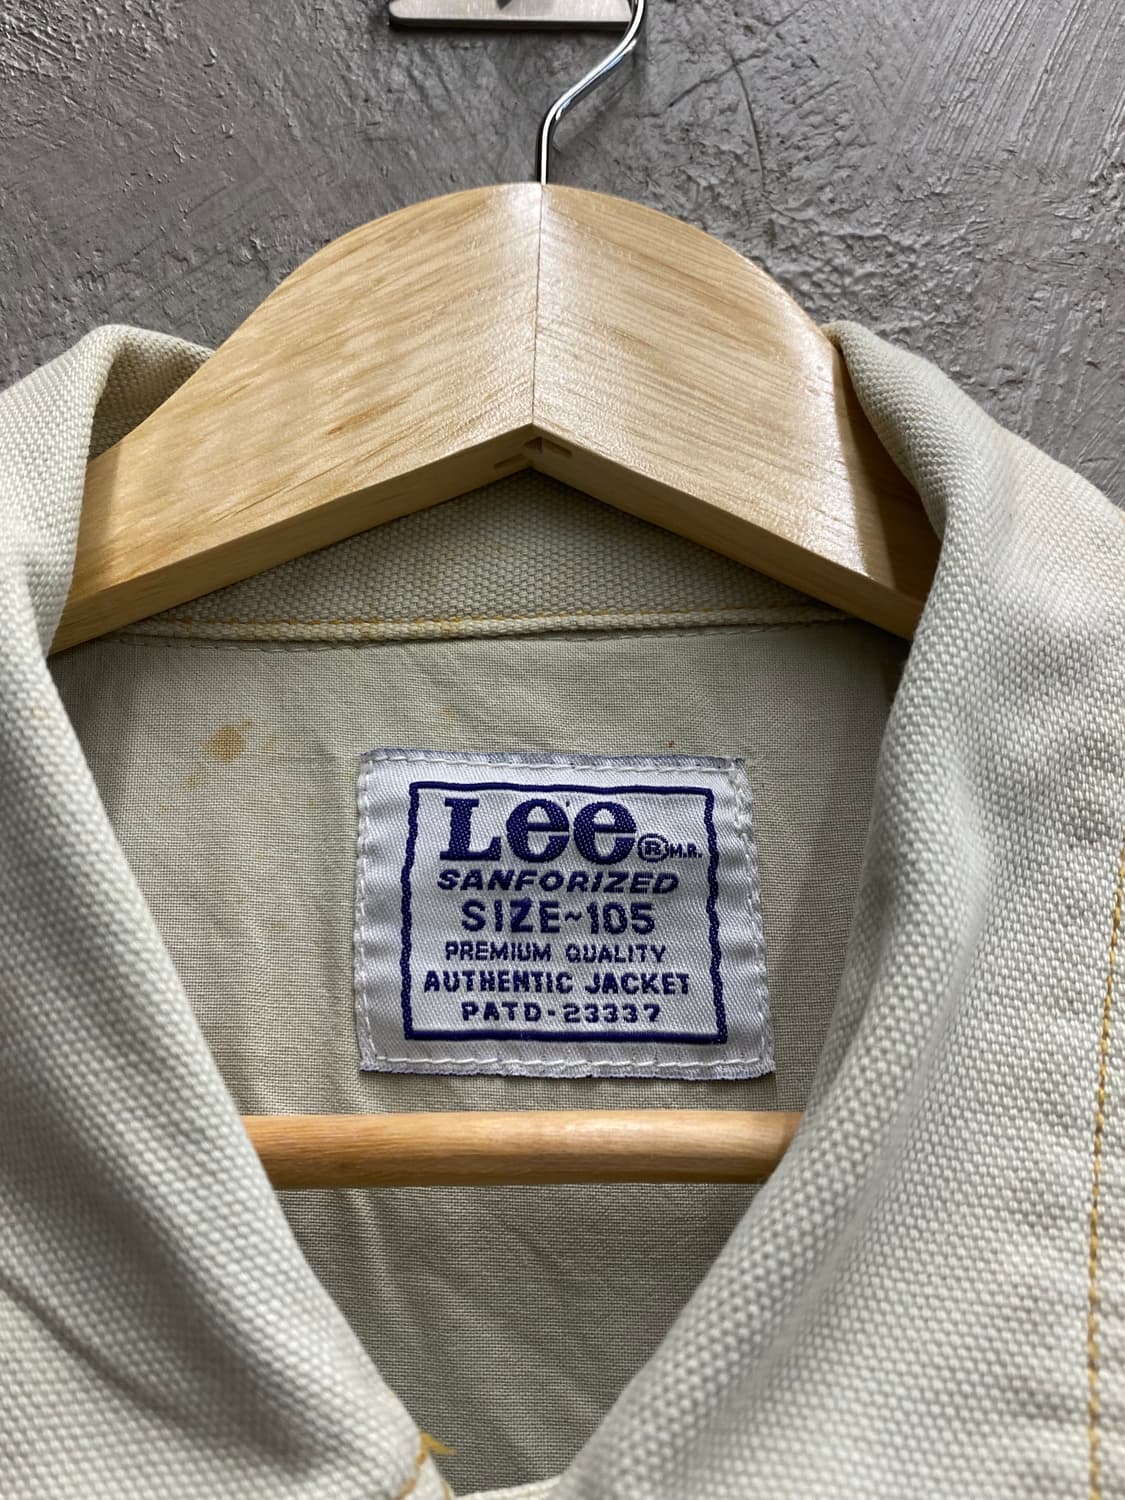 Lee® M.R.
SANFORIZED
SIZE~105
PREMIUM QUALITY
AUTHENTIC JACKET
PATD-23337